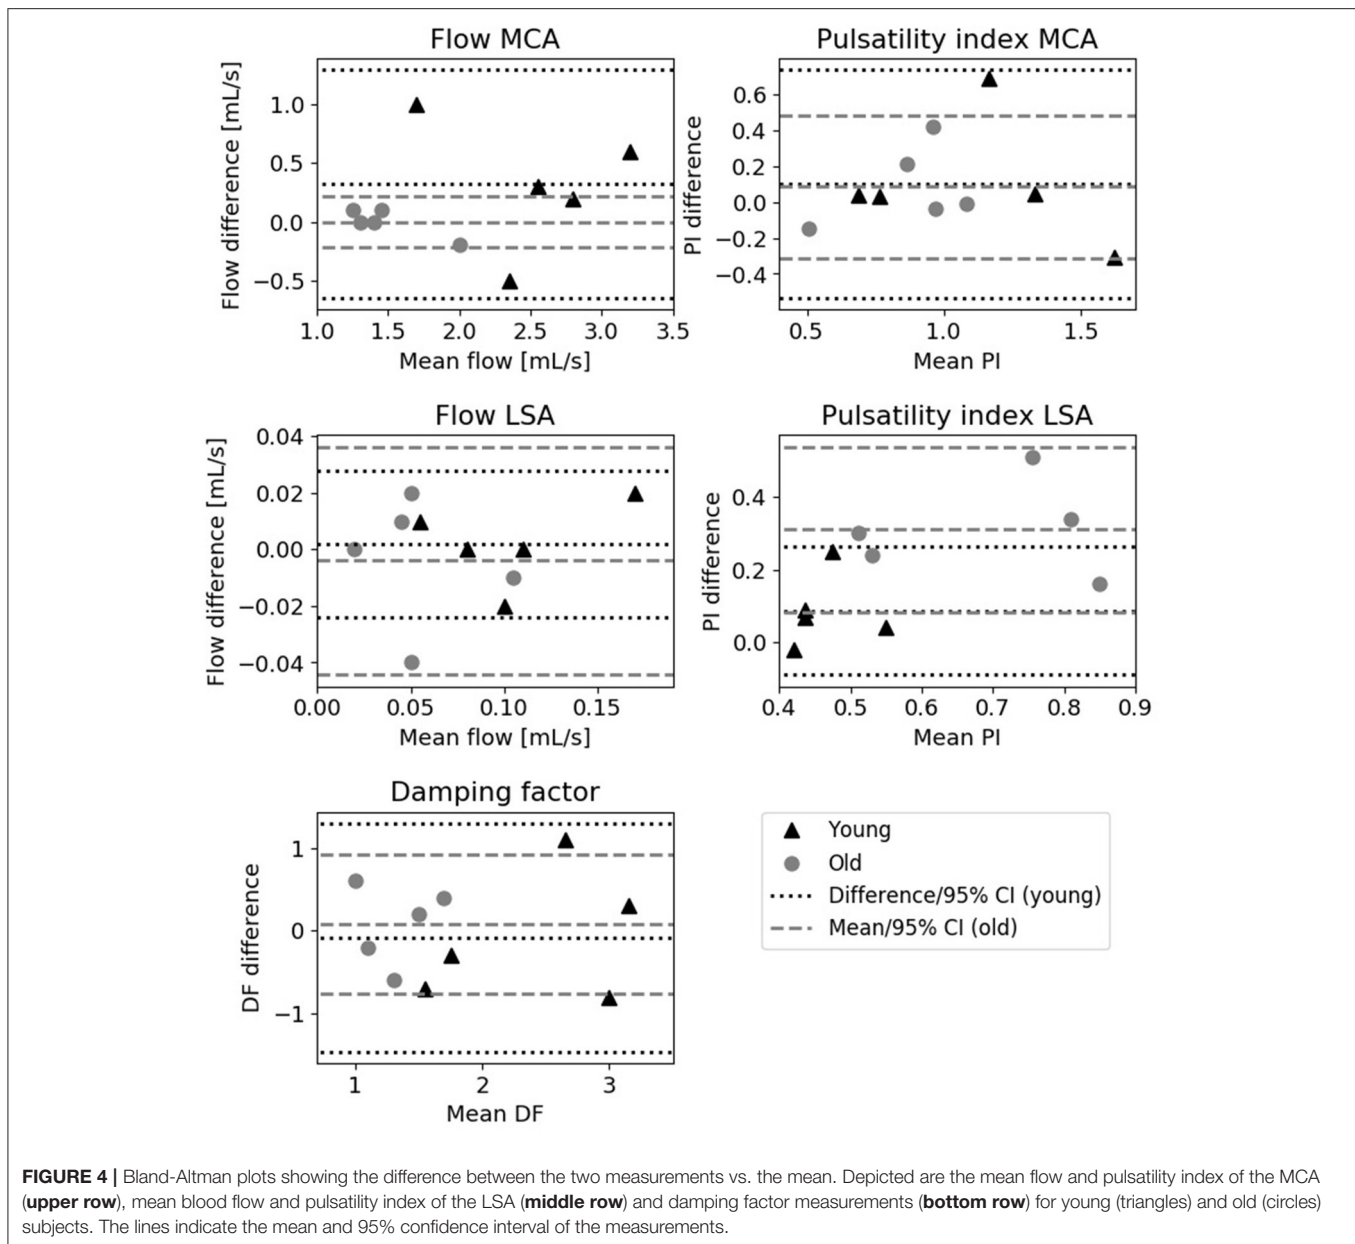 Flow MCA
Flow difference [mL/s]
1.0
0.5
0.0
−0.5
1.0 1.5 2.0 2.5 3.0 3.5
Mean flow [mL/s]
Pulsatility index MCA
PI difference
0.6
0.4
0.2
0.0
−0.2
−0.4
0.5 1.0 1.5
Mean PI
Flow LSA
Flow difference [mL/s]
0.04
0.02
0.00
−0.02
−0.04
0.00 0.05 0.10 0.15
Mean flow [mL/s]
Pulsatility index LSA
PI difference
0.4
0.2
0.0
0.4 0.5 0.6 0.7 0.8 0.9
Mean PI
Damping factor
DF difference
1
0
−1
1 2 3
Mean DF
Young
Old
Difference/95% CI (young)
Mean/95% CI (old)
FIGURE 4 | Bland-Altman plots showing the difference between the two measurements vs. the mean. Depicted are the mean flow and pulsatility index of the MCA
(upper row), mean blood flow and pulsatility index of the LSA (middle row) and damping factor measurements (bottom row) for young (triangles) and old (circles)
subjects. The lines indicate the mean and 95% confidence interval of the measurements.